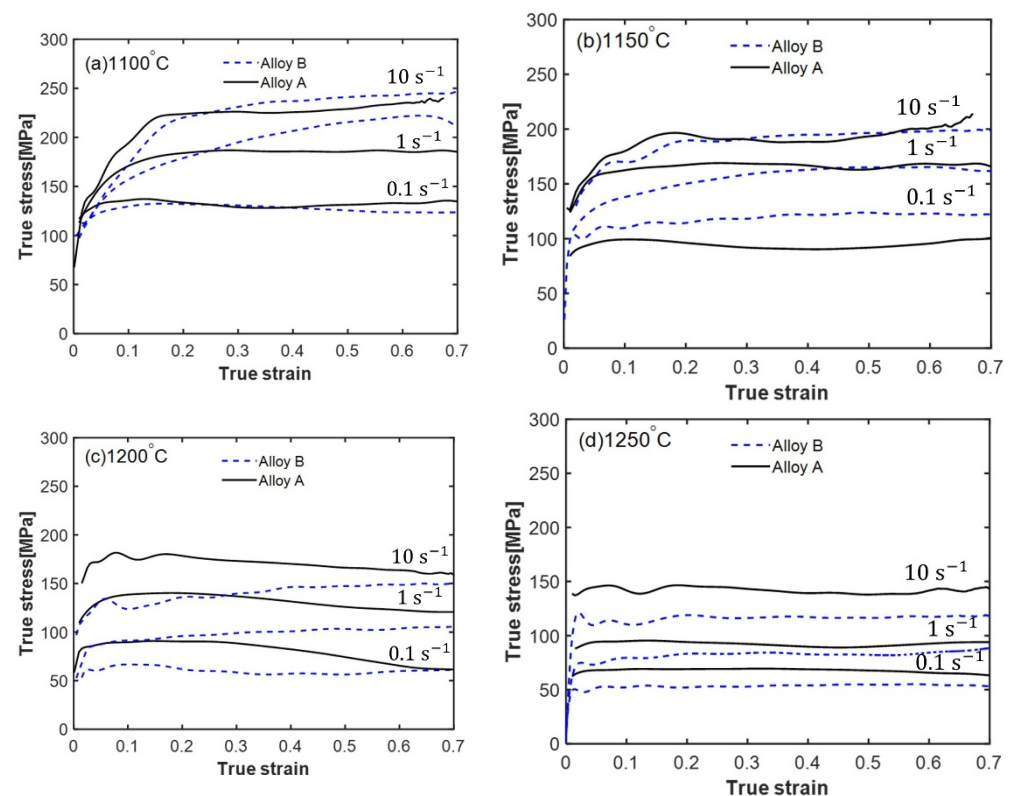 300
250
200
150
100
50
0
True stress[MPa]
(a)1100°C
Alloy B
Alloy A
10 s⁻¹
1 s⁻¹
0.1 s⁻¹
0 0.1 0.2 0.3 0.4 0.5 0.6 0.7
True strain
300
250
200
150
100
50
0
True stress[MPa]
(b)1150°C
Alloy B
Alloy A
10 s⁻¹
1 s⁻¹
0.1 s⁻¹
0 0.1 0.2 0.3 0.4 0.5 0.6 0.7
True strain
300
250
200
150
100
50
0
True stress[MPa]
(c)1200°C
Alloy B
Alloy A
10 s⁻¹
1 s⁻¹
0.1 s⁻¹
0 0.1 0.2 0.3 0.4 0.5 0.6 0.7
True strain
300
250
200
150
100
50
0
True stress[MPa]
(d)1250°C
Alloy B
Alloy A
10 s⁻¹
1 s⁻¹
0.1 s⁻¹
0 0.1 0.2 0.3 0.4 0.5 0.6 0.7
True strain